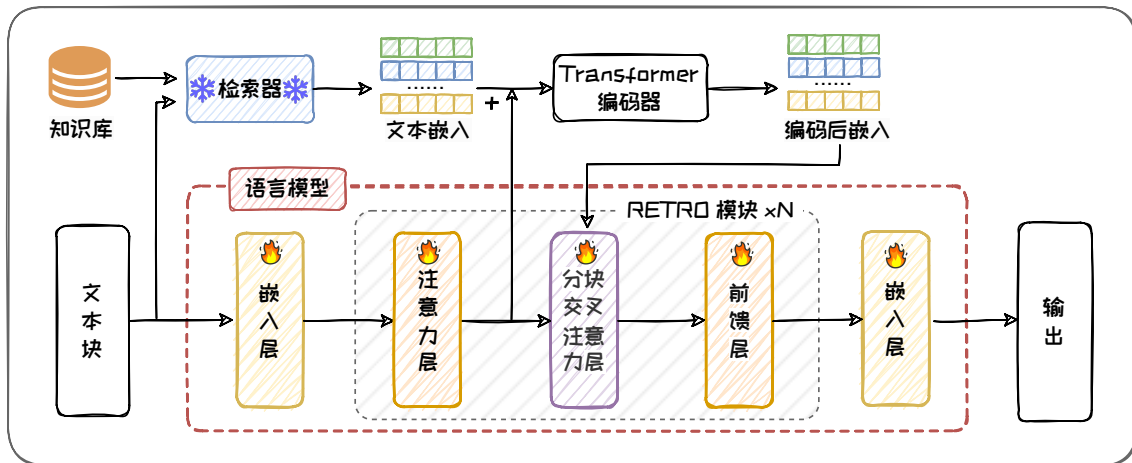 知识库
检索器
......
+
文本嵌入
Transformer
编码器
......
编码后嵌入
语言模型
RETRO 模块 xN
文本块
嵌入层
注意力层
分块
交叉
注意
力层
前馈层
嵌入层
输出